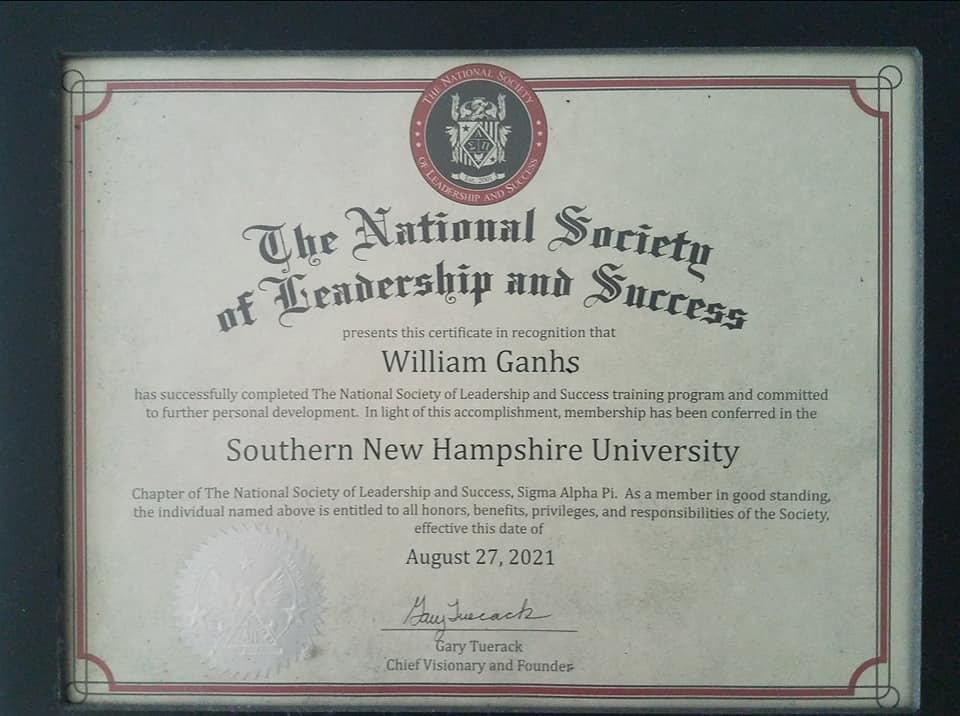 THE NATIONAL SOCIETY
ΣΑΠ
EST. 2001
OF LEADERSHIP AND SUCCESS
The National Society
of Leadership and Success
presents this certificate in recognition that
William Ganhs
has successfully completed The National Society of Leadership and Success training program and committed
to further personal development. In light of this accomplishment, membership has been conferred in the
Southern New Hampshire University
Chapter of The National Society of Leadership and Success, Sigma Alpha Pi. As a member in good standing,
the individual named above is entitled to all honors, benefits, privileges, and responsibilities of the Society,
effective this date of
August 27, 2021
Gary Tuerack
Gary Tuerack
Chief Visionary and Founder